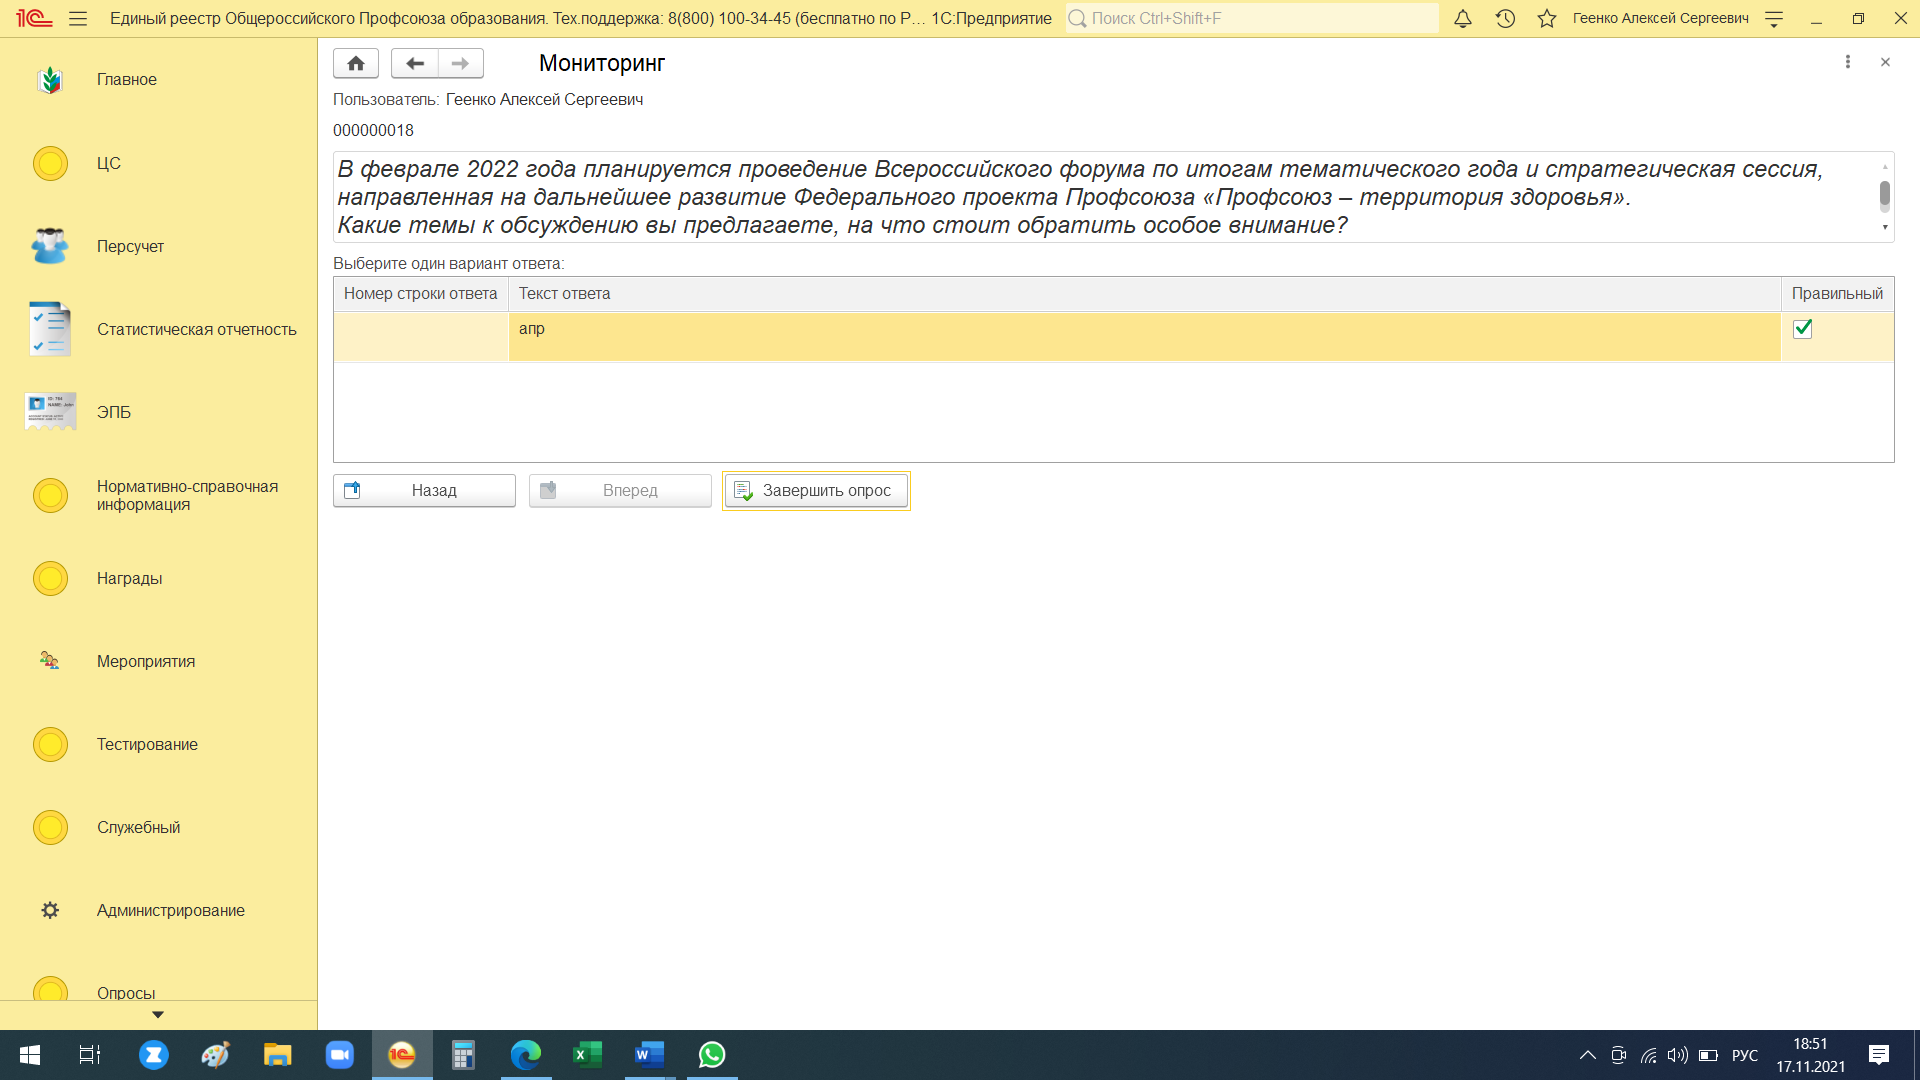 1С
Единый реестр Общероссийского Профсоюза образования. Тех.поддержка: 8(800) 100-34-45 (бесплатно по Р… 1С:Предприятие
Поиск Ctrl+Shift+F
Геенко Алексей Сергеевич
Главное
ЦС
Персучет
Статистическая отчетность
ЭПБ
Нормативно-справочная
информация
Награды
Мероприятия
Тестирование
Служебный
Администрирование
Опросы
Мониторинг
Пользователь: Геенко Алексей Сергеевич
000000018
В феврале 2022 года планируется проведение Всероссийского форума по итогам тематического года и стратегическая сессия,
направленная на дальнейшее развитие Федерального проекта Профсоюза «Профсоюз – территория здоровья».
Какие темы к обсуждению вы предлагаете, на что стоит обратить особое внимание?
Выберите один вариант ответа:
Номер строки ответа Текст ответа Правильный
апр
Назад Вперед Завершить опрос
РУС
18:51
17.11.2021